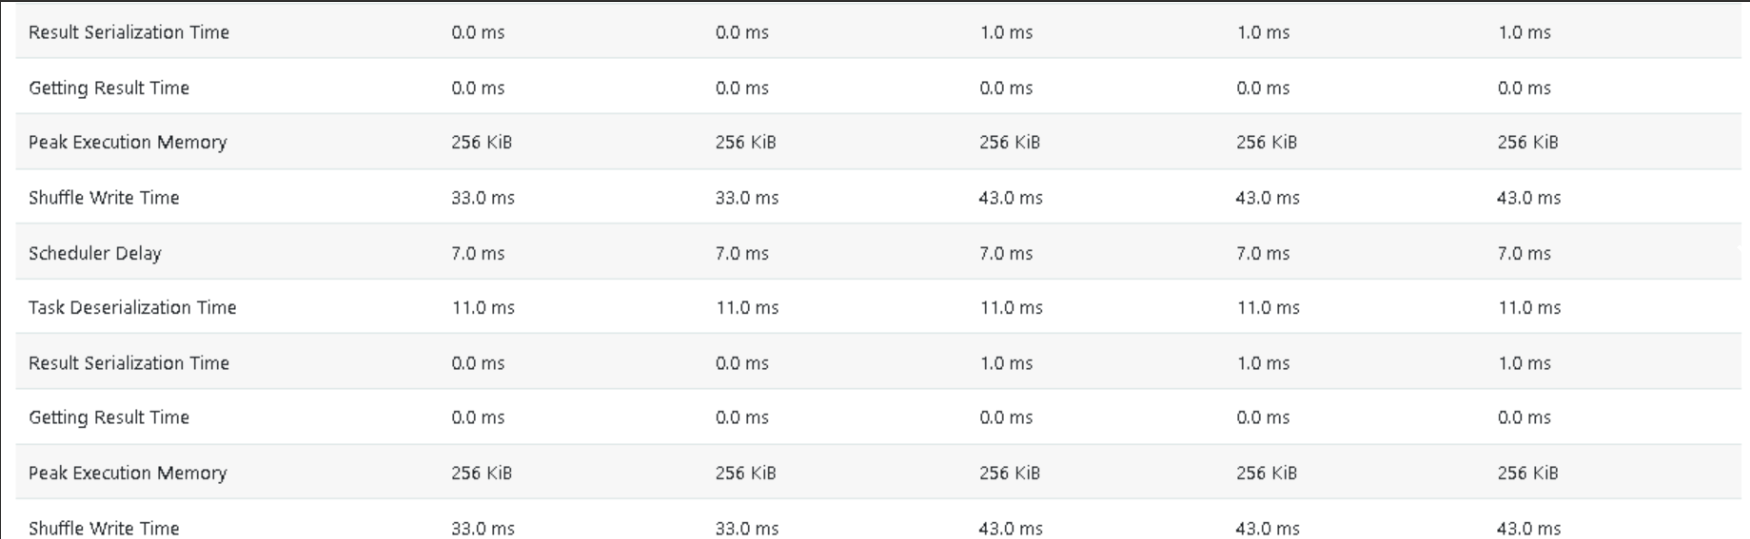 Result Serialization Time 0.0 ms 0.0 ms 1.0 ms 1.0 ms 1.0 ms
Getting Result Time 0.0 ms 0.0 ms 0.0 ms 0.0 ms 0.0 ms
Peak Execution Memory 256 KiB 256 KiB 256 KiB 256 KiB 256 KiB
Shuffle Write Time 33.0 ms 33.0 ms 43.0 ms 43.0 ms 43.0 ms
Scheduler Delay 7.0 ms 7.0 ms 7.0 ms 7.0 ms 7.0 ms
Task Deserialization Time 11.0 ms 11.0 ms 11.0 ms 11.0 ms 11.0 ms
Result Serialization Time 0.0 ms 0.0 ms 1.0 ms 1.0 ms 1.0 ms
Getting Result Time 0.0 ms 0.0 ms 0.0 ms 0.0 ms 0.0 ms
Peak Execution Memory 256 KiB 256 KiB 256 KiB 256 KiB 256 KiB
Shuffle Write Time 33.0 ms 33.0 ms 43.0 ms 43.0 ms 43.0 ms